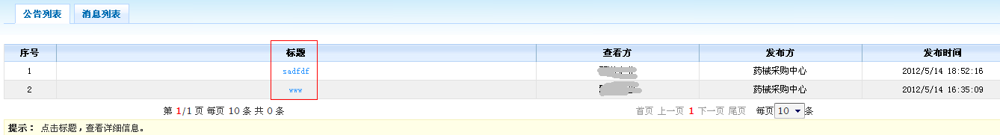 公告列表 消息列表
序号 标题 查看方 发布方 发布时间
1 sadfdf 药械采购中心 2012/5/14 18:52:16
2 www 药械采购中心 2012/5/14 16:35:09
第 1/1 页 每页 10 条 共 0 条 首页 上一页 1 下一页 尾页 每页 10 条
提示： 点击标题，查看详细信息。